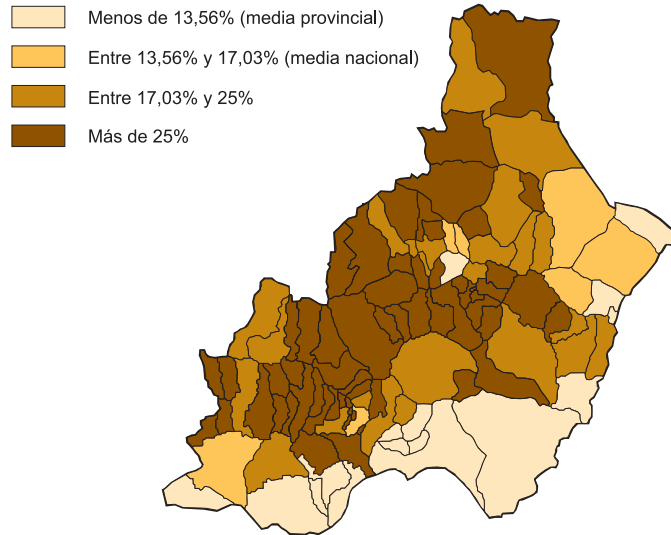 Menos de 13,56% (media provincial)
Entre 13,56% y 17,03% (media nacional)
Entre 17,03% y 25%
Más de 25%